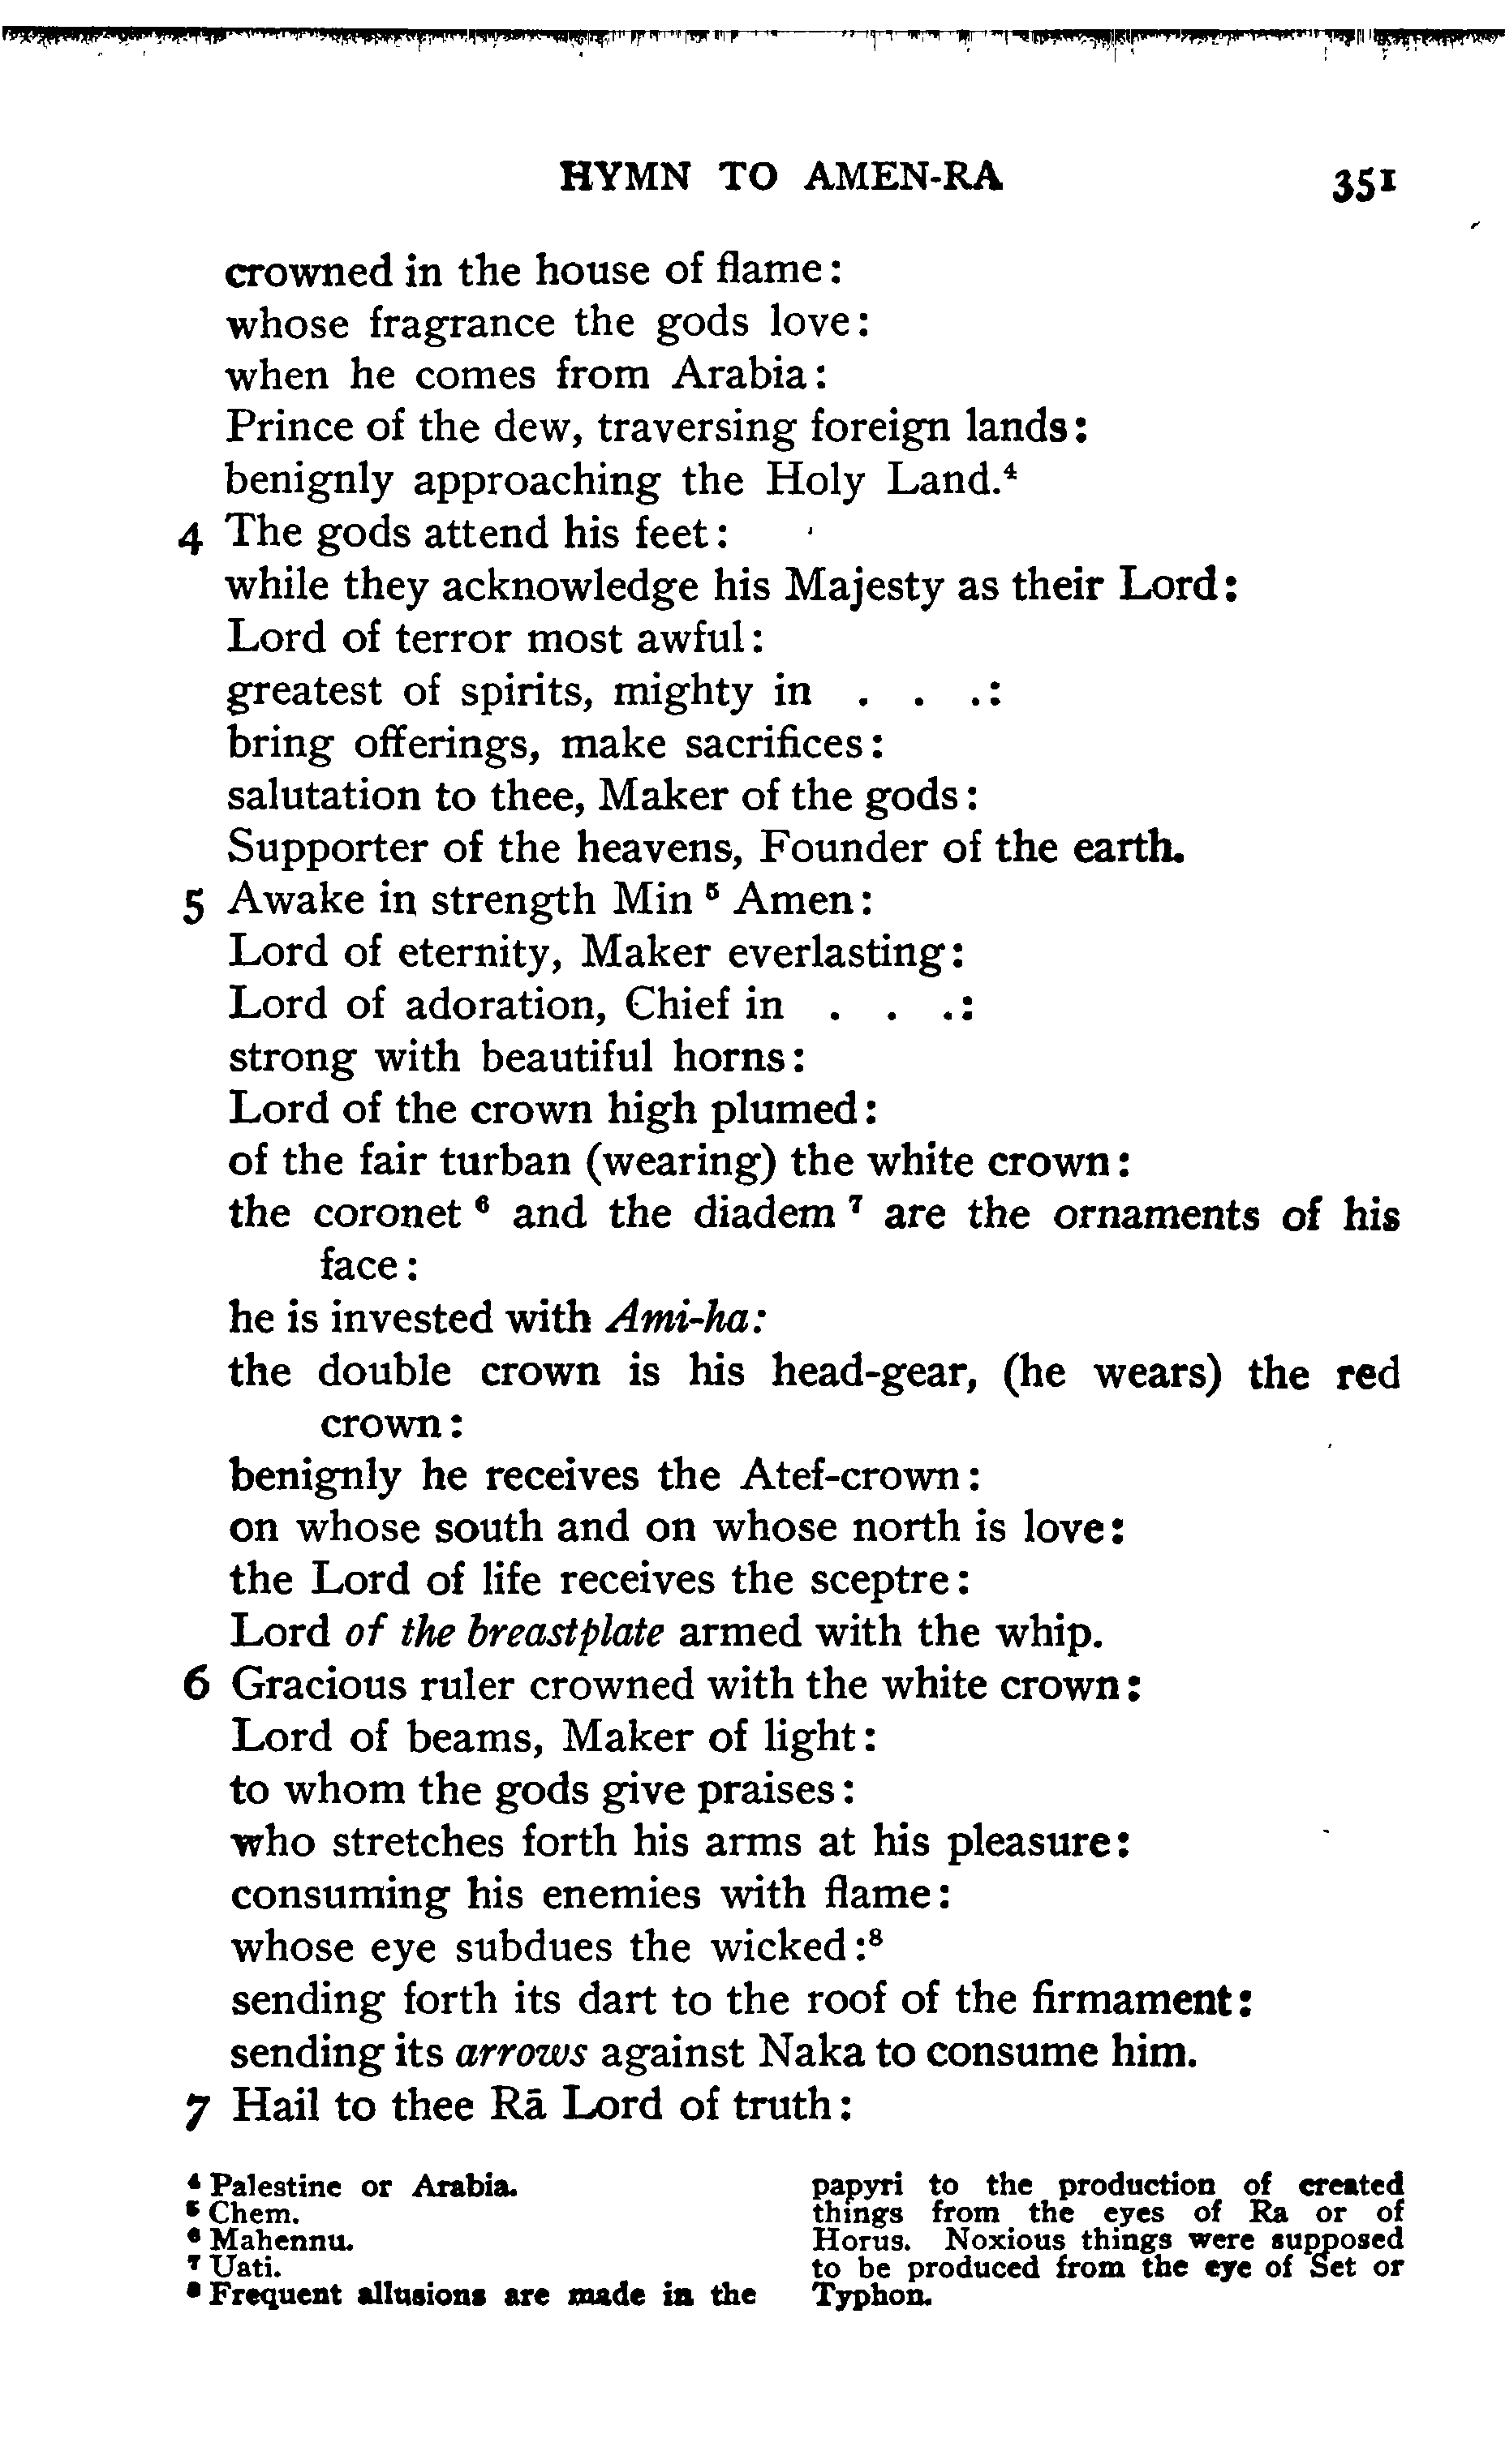 HYMN TO AMEN-RA 351
crowned in the house of flame:
whose fragrance the gods love:
when he comes from Arabia:
Prince of the dew, traversing foreign lands:
benignly approaching the Holy Land.⁴
4 The gods attend his feet:
while they acknowledge his Majesty as their Lord:
Lord of terror most awful:
greatest of spirits, mighty in . . .:
bring offerings, make sacrifices:
salutation to thee, Maker of the gods:
Supporter of the heavens, Founder of the earth.
5 Awake in strength Min ⁵ Amen:
Lord of eternity, Maker everlasting:
Lord of adoration, Chief in . . .:
strong with beautiful horns:
Lord of the crown high plumed:
of the fair turban (wearing) the white crown:
the coronet ⁶ and the diadem ⁷ are the ornaments of his
face:
he is invested with Ami-ha:
the double crown is his head-gear, (he wears) the red
crown:
benignly he receives the Atef-crown:
on whose south and on whose north is love:
the Lord of life receives the sceptre:
Lord of the breastplate armed with the whip.
6 Gracious ruler crowned with the white crown:
Lord of beams, Maker of light:
to whom the gods give praises:
who stretches forth his arms at his pleasure:
consuming his enemies with flame:
whose eye subdues the wicked:⁸
sending forth its dart to the roof of the firmament:
sending its arrows against Naka to consume him.
7 Hail to thee Rā Lord of truth:
⁴ Palestine or Arabia.
⁵ Chem.
⁶ Mahennu.
⁷ Uati.
⁸ Frequent allusions are made in the
papyri to the production of created
things from the eyes of Ra or of
Horus. Noxious things were supposed
to be produced from the eye of Set or
Typhon.